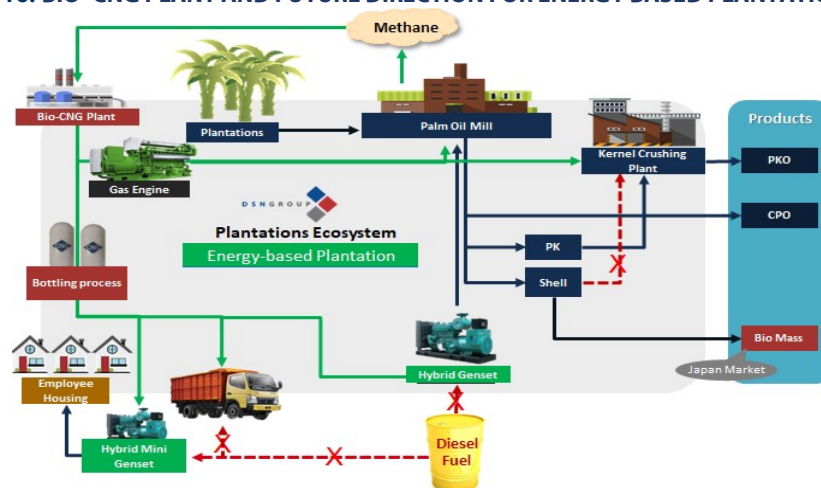 Methane
Bio-CNG Plant
Plantations
Palm Oil Mill
Kernel Crushing
Plant
Products
PKO
Gas Engine
DSNGROUP
Plantations Ecosystem
Energy-based Plantation
CPO
PK
Shell
Bottling process
Bio Mass
Japan Market
Hybrid Genset
Employee
Housing
Hybrid Mini
Genset
Diesel
Fuel